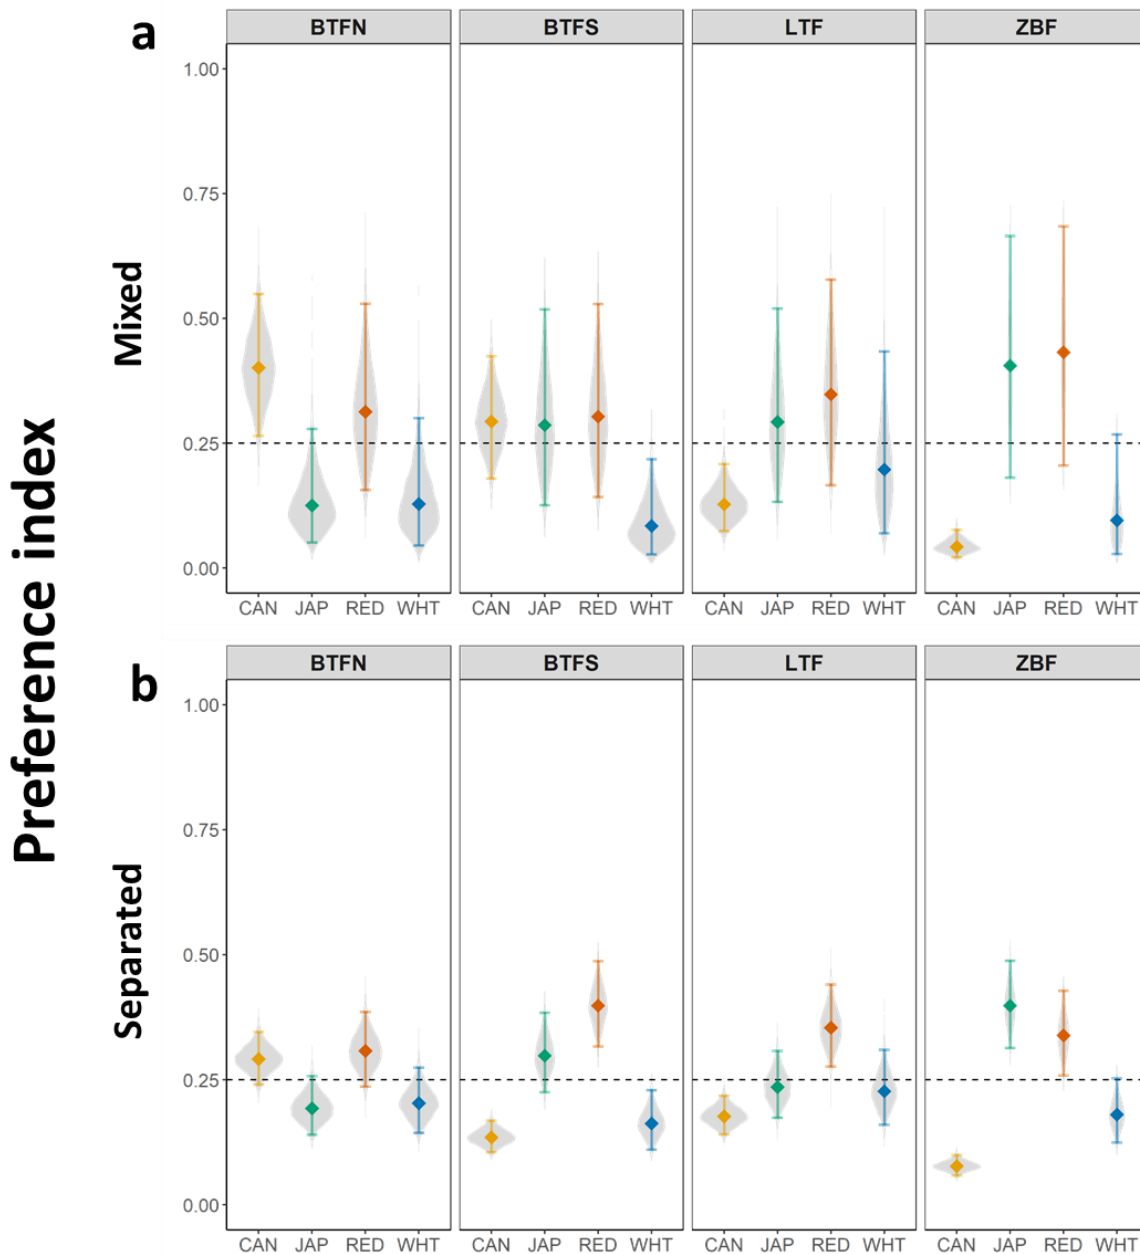 a
BTFN BTFS LTF ZBF
Preference index
Mixed
1.00
0.75
0.50
0.25
0.00
CAN JAP RED WHT CAN JAP RED WHT CAN JAP RED WHT CAN JAP RED WHT
b
BTFN BTFS LTF ZBF
Separated
1.00
0.75
0.50
0.25
0.00
CAN JAP RED WHT CAN JAP RED WHT CAN JAP RED WHT CAN JAP RED WHT